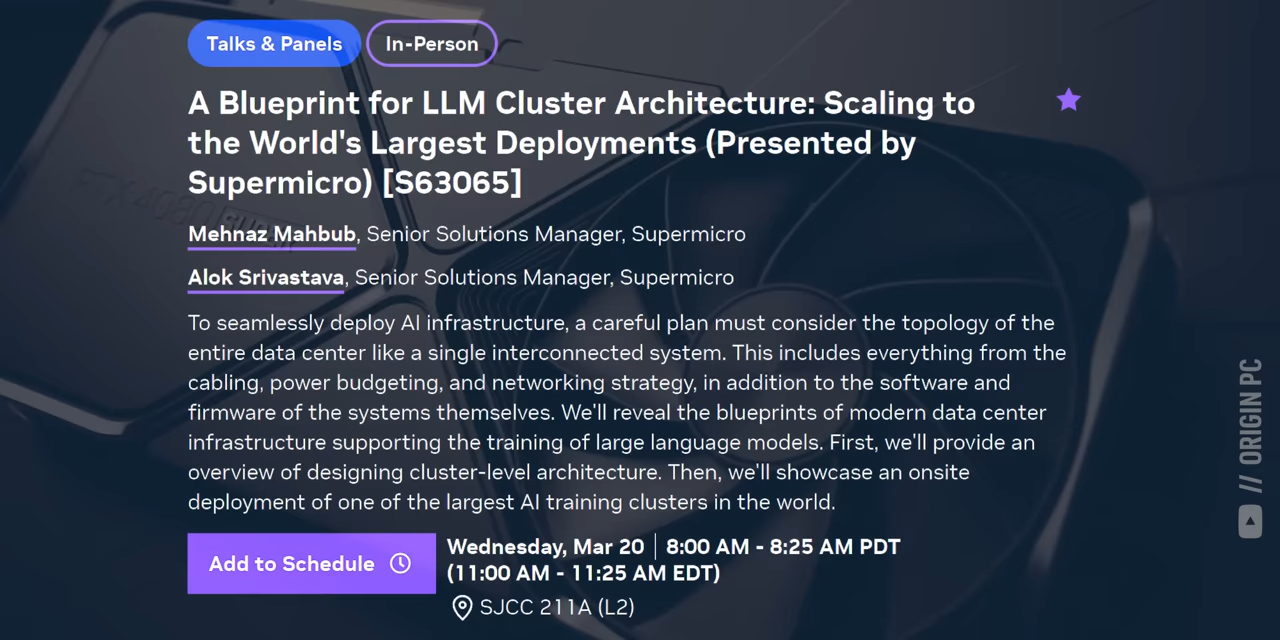 Talks & Panels
In-Person
A Blueprint for LLM Cluster Architecture: Scaling to
the World's Largest Deployments (Presented by
Supermicro) [S63065]
Mehnaz Mahbub, Senior Solutions Manager, Supermicro
Alok Srivastava, Senior Solutions Manager, Supermicro
To seamlessly deploy AI infrastructure, a careful plan must consider the topology of the
entire data center like a single interconnected system. This includes everything from the
cabling, power budgeting, and networking strategy, in addition to the software and
firmware of the systems themselves. We'll reveal the blueprints of modern data center
infrastructure supporting the training of large language models. First, we'll provide an
overview of designing cluster-level architecture. Then, we'll showcase an onsite
deployment of one of the largest AI training clusters in the world.
Add to Schedule
Wednesday, Mar 20 | 8:00 AM - 8:25 AM PDT
(11:00 AM - 11:25 AM EDT)
SJCC 211A (L2)
// ORIGIN PC